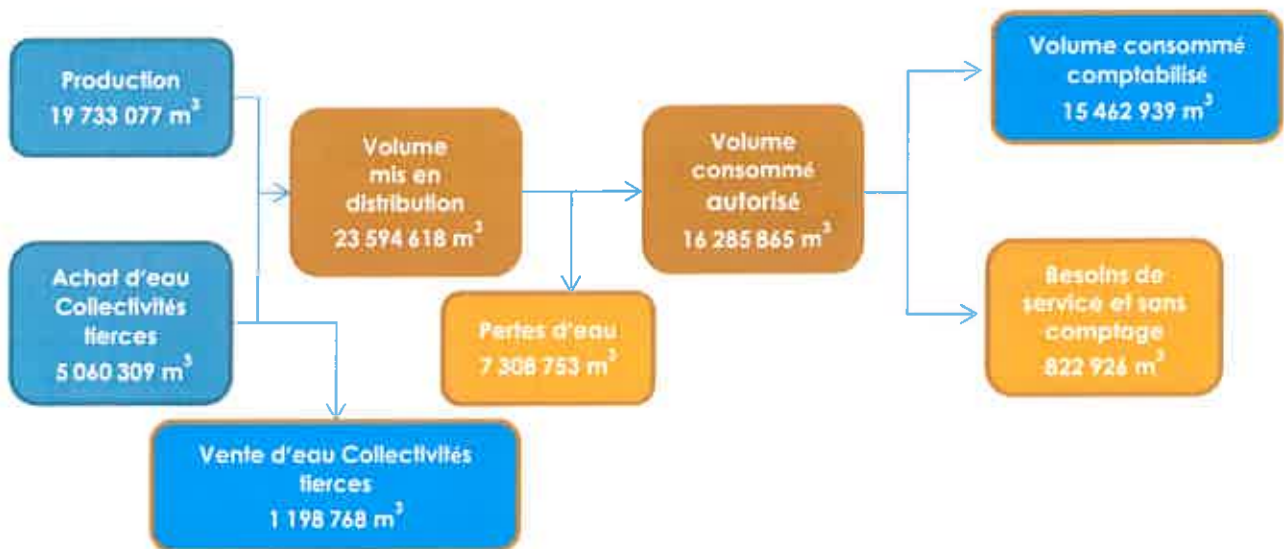 Production
19 733 077 m³
Achat d'eau
Collectivités
tierces
5 060 309 m³
Vente d'eau Collectivités
tierces
1 198 768 m³
Volume
mis en
distribution
23 594 618 m³
Pertes d'eau
7 308 753 m³
Volume
consommé
autorisé
16 285 865 m³
Volume consommé
comptabilisé
15 462 939 m³
Besoins de
service et sans
comptage
822 926 m³